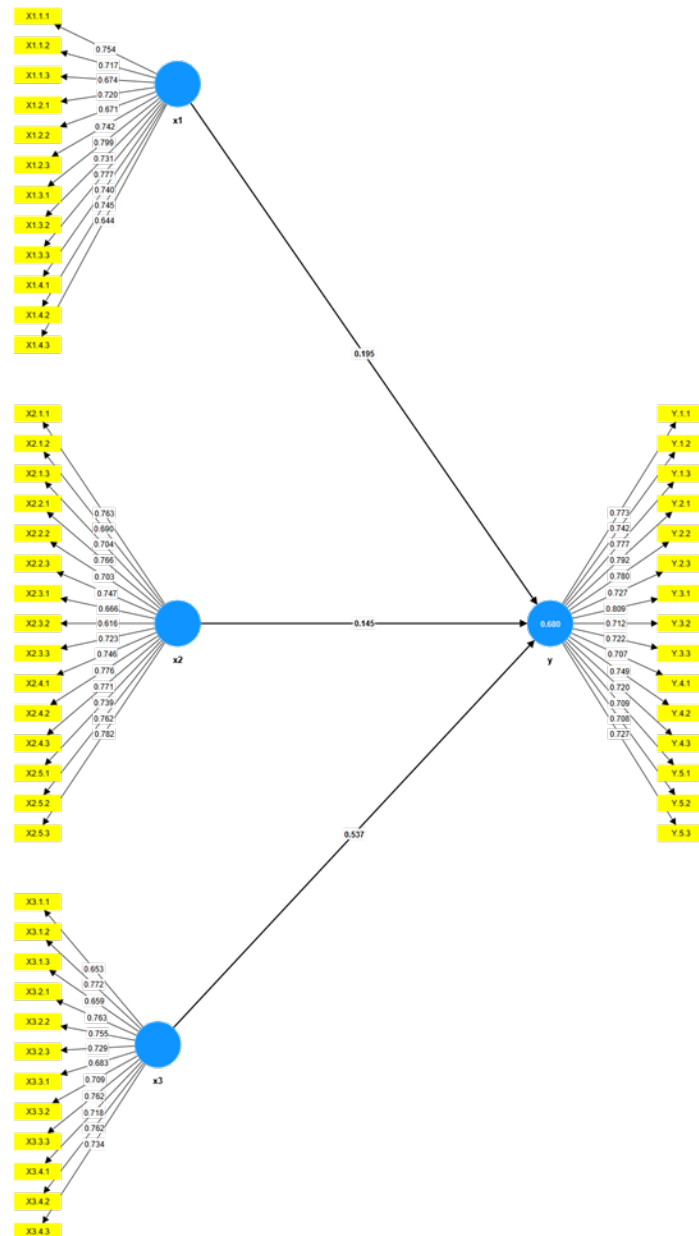 X1.1.1
X1.1.2
X1.1.3
X1.2.1
X1.2.2
X1.2.3
X1.3.1
X1.3.2
X1.3.3
X1.4.1
X1.4.2
X1.4.3
0.754
0.717
0.674
0.720
0.671
0.742
0.799
0.731
0.777
0.740
0.745
0.644
x1
0.195
X2.1.1
X2.1.2
X2.1.3
X2.2.1
X2.2.2
X2.2.3
X2.3.1
X2.3.2
X2.3.3
X2.4.1
X2.4.2
X2.4.3
X2.5.1
X2.5.2
X2.5.3
0.763
0.690
0.704
0.766
0.703
0.747
0.666
0.616
0.723
0.746
0.776
0.771
0.739
0.762
0.782
x2
0.145
0.680
y
0.773
0.742
0.777
0.792
0.780
0.727
0.809
0.712
0.722
0.707
0.749
0.720
0.709
0.708
0.727
Y.1.1
Y.1.2
Y.1.3
Y.2.1
Y.2.2
Y.2.3
Y.3.1
Y.3.2
Y.3.3
Y.4.1
Y.4.2
Y.4.3
Y.5.1
Y.5.2
Y.5.3
0.537
X3.1.1
X3.1.2
X3.1.3
X3.2.1
X3.2.2
X3.2.3
X3.3.1
X3.3.2
X3.3.3
X3.4.1
X3.4.2
X3.4.3
0.653
0.772
0.659
0.763
0.755
0.729
0.683
0.709
0.762
0.718
0.762
0.734
x3